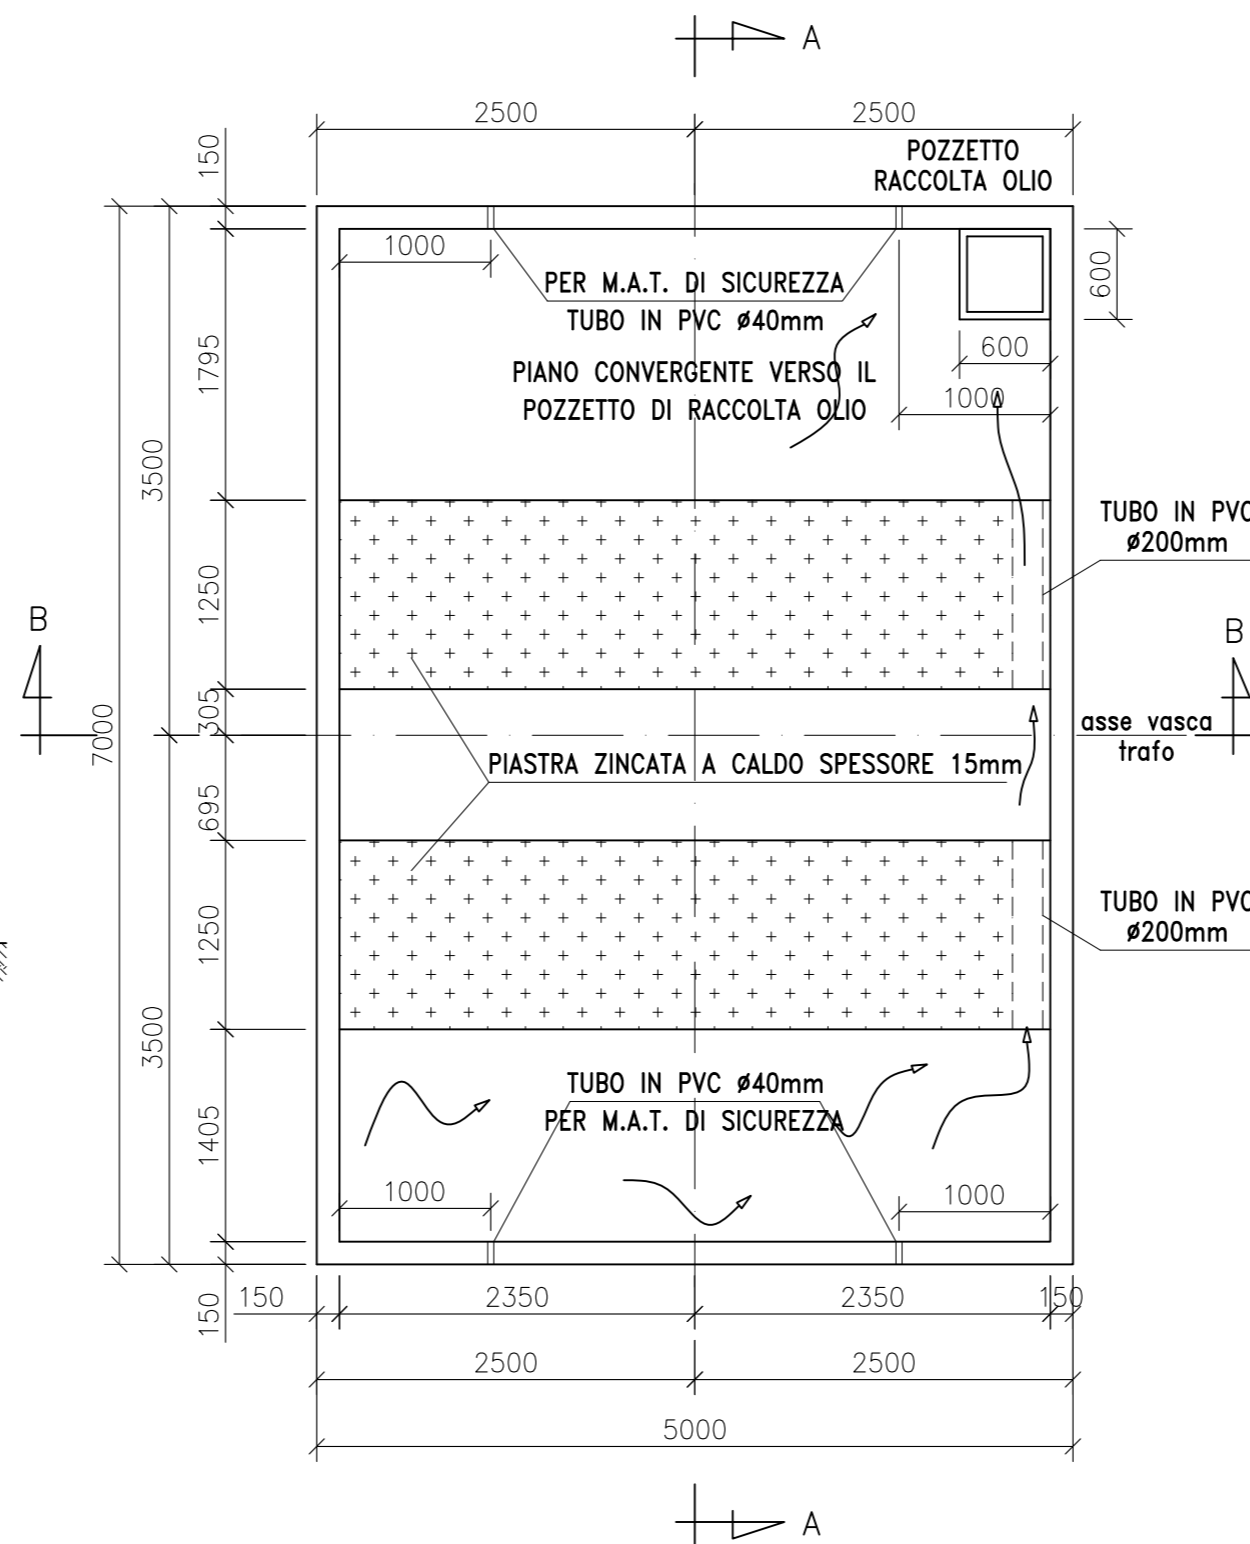 A
2500
2500
150
POZZETTO
RACCOLTA OLIO
1000
600
PER M.A.T. DI SICUREZZA
TUBO IN PVC ø40mm
600
1795
PIANO CONVERGENTE VERSO IL
POZZETTO DI RACCOLTA OLIO
1000
3500
TUBO IN PVC
ø200mm
1250
B
B
305
7000
asse vasca
trafo
PIASTRA ZINCATA A CALDO SPESSORE 15mm
695
1250
TUBO IN PVC
ø200mm
3500
TUBO IN PVC ø40mm
PER M.A.T. DI SICUREZZA
1405
1000
1000
150
150
2350
2350
150
2500
2500
5000
A